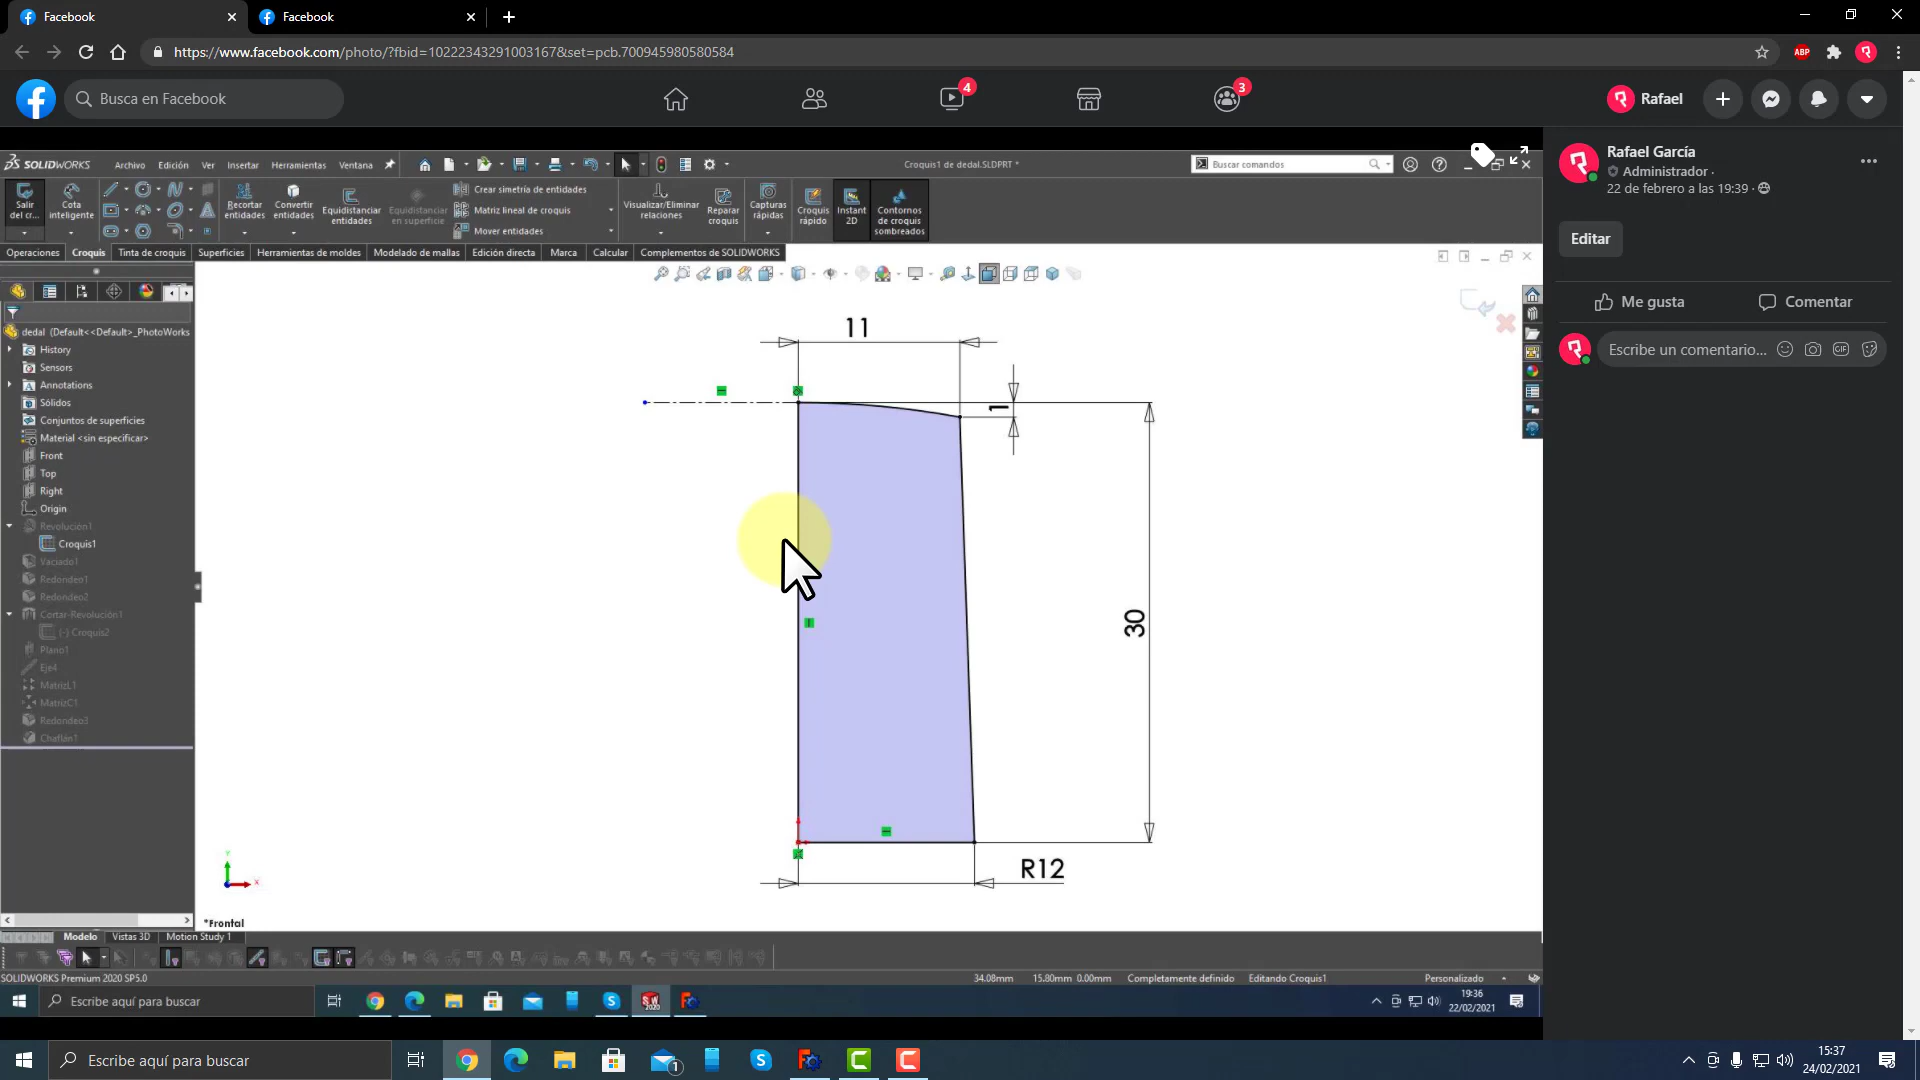 Facebook
Facebook
https://www.facebook.com/photo/?fbid=10222343291003167&set=pcb.700945980580584
ABP
Busca en Facebook
4
3
Rafael
SOLIDWORKS
Archivo
Edición
Ver
Insertar
Herramientas
Ventana
Croquis1 de dedal.SLDPRT *
Buscar comandos
Salir del cr...
Cota inteligente
Recortar entidades
Convertir entidades
Equidistanciar entidades
Equidistanciar en superficie
Crear simetría de entidades
Matriz lineal de croquis
Mover entidades
Visualizar/Eliminar relaciones
Reparar croquis
Capturas rápidas
Croquis rápido
Instant 2D
Contornos de croquis sombreados
Operaciones
Croquis
Tinta de croquis
Superficies
Herramientas de moldes
Modelado de mallas
Edición directa
Marca
Calcular
Complementos de SOLIDWORKS
dedal (Default<<Default>_PhotoWorks
History
Sensors
Annotations
Sólidos
Conjuntos de superficies
Material <sin especificar>
Front
Top
Right
Origin
Revolución1
Croquis1
Vaciado1
Redondeo1
Redondeo2
Cortar-Revolución1
(-) Croquis2
Plano1
Eje4
MatrizL1
MatrizC1
Redondeo3
Chaflán1
11
1
30
R12
Y
X
*Frontal
Modelo
Vistas 3D
Motion Study 1
SOLIDWORKS Premium 2020 SP5.0
34.08mm
15.80mm 0.00mm
Completamente definido
Editando Croquis1
Personalizado
Escribe aquí para buscar
19:36
22/02/2021
Rafael García
Administrador ·
22 de febrero a las 19:39 ·
Editar
Me gusta
Comentar
Escribe un comentario...
GIF
Escribe aquí para buscar
1
15:37
24/02/2021